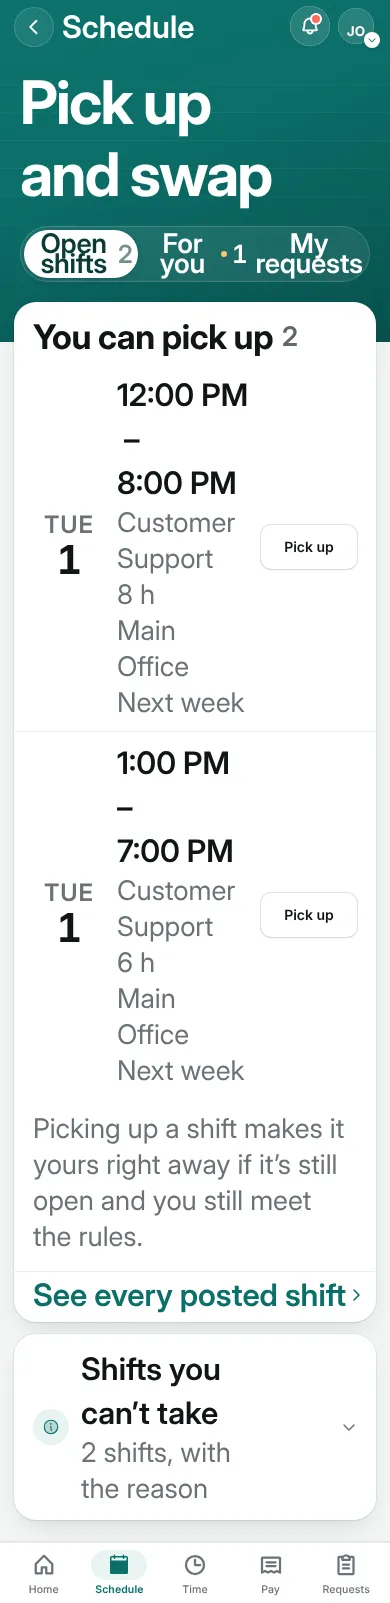 Schedule
JO
Pick up
and swap
Open
shifts 2
For
you
1
My
requests
You can pick up 2
TUE
1
12:00 PM
–
8:00 PM
Customer
Support
8 h
Main
Office
Next week
Pick up
TUE
1
1:00 PM
–
7:00 PM
Customer
Support
6 h
Main
Office
Next week
Pick up
Picking up a shift makes it
yours right away if it’s still
open and you still meet
the rules.
See every posted shift
Shifts you
can’t take
2 shifts, with
the reason
Home
Schedule
Time
Pay
Requests